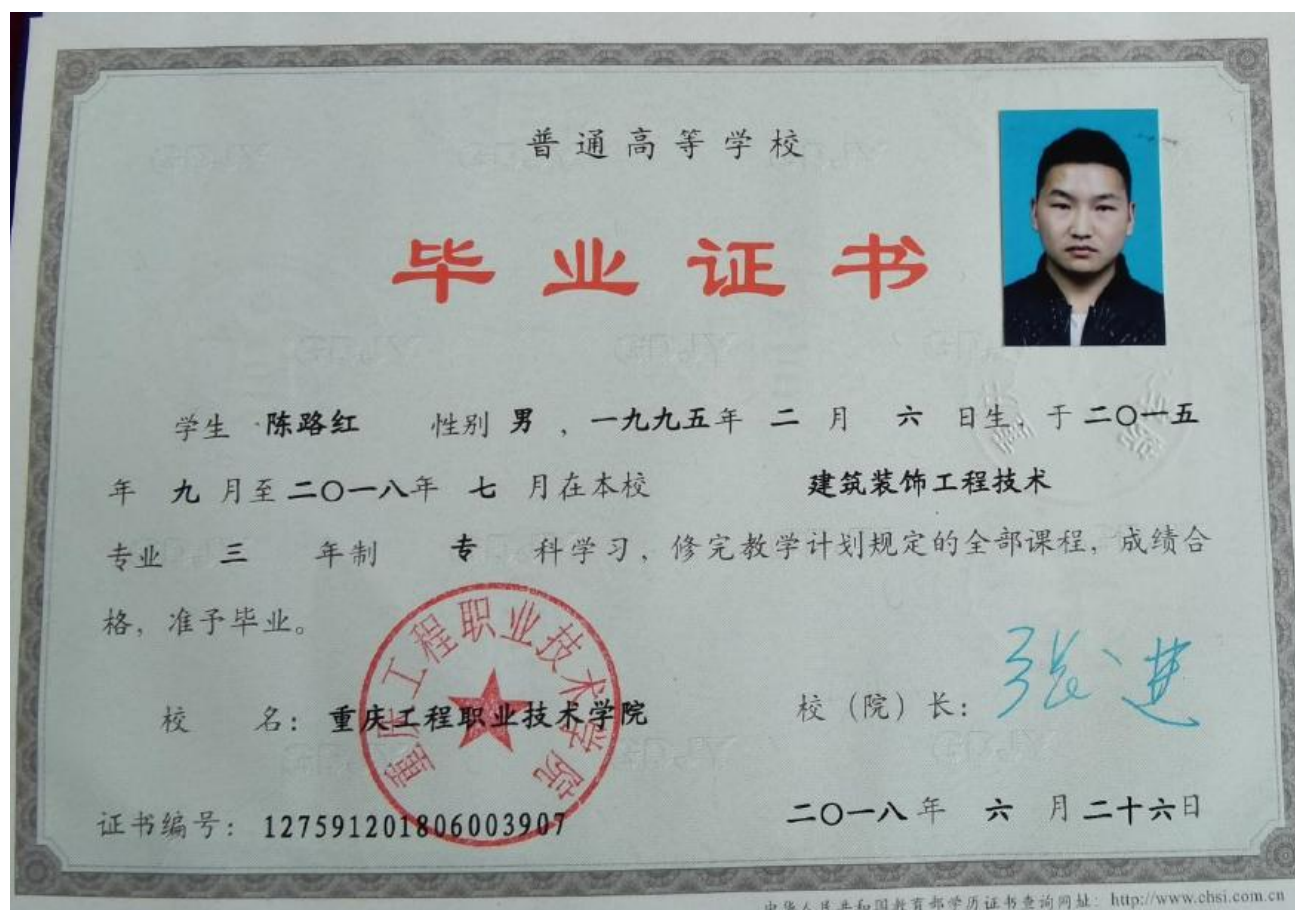 普通高等学校
毕业证书
学生 陈路红 性别 男 ，一九九五年 二 月 六 日生，于二〇一五
年 九 月至二〇一八年 七 月在本校 建筑装饰工程技术
专业 三 年制 专 科学习，修完教学计划规定的全部课程，成绩合
格，准予毕业。
重庆工程职业技术学院
校 名：重庆工程职业技术学院
校（院）长：张进
证书编号：127591201806003907
二〇一八年 六 月二十六日
中华人民共和国教育部学历证书查询网址：http://www.chsi.com.cn